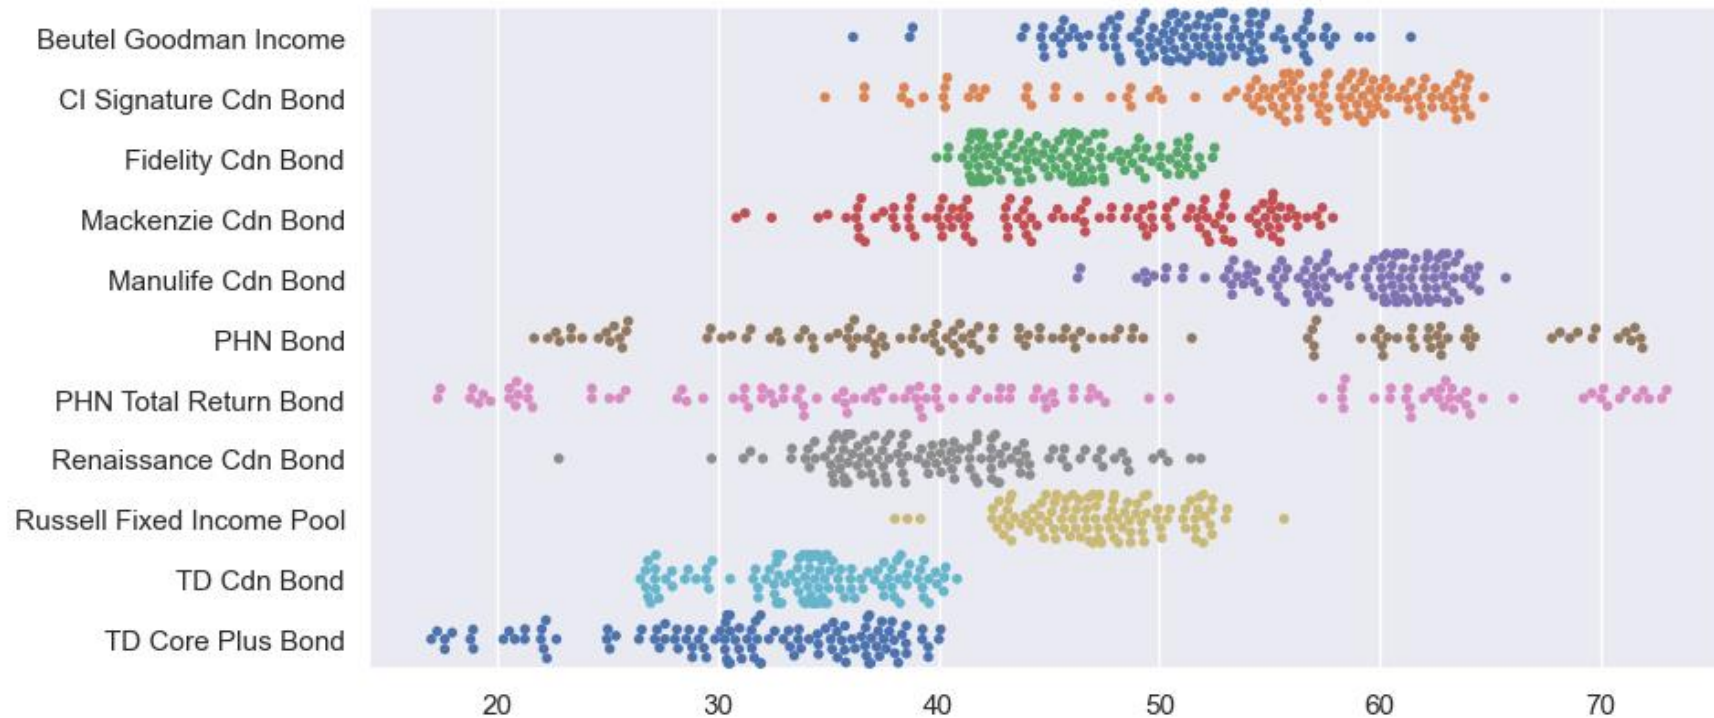 Beutel Goodman Income
CI Signature Cdn Bond
Fidelity Cdn Bond
Mackenzie Cdn Bond
Manulife Cdn Bond
PHN Bond
PHN Total Return Bond
Renaissance Cdn Bond
Russell Fixed Income Pool
TD Cdn Bond
TD Core Plus Bond
20 30 40 50 60 70